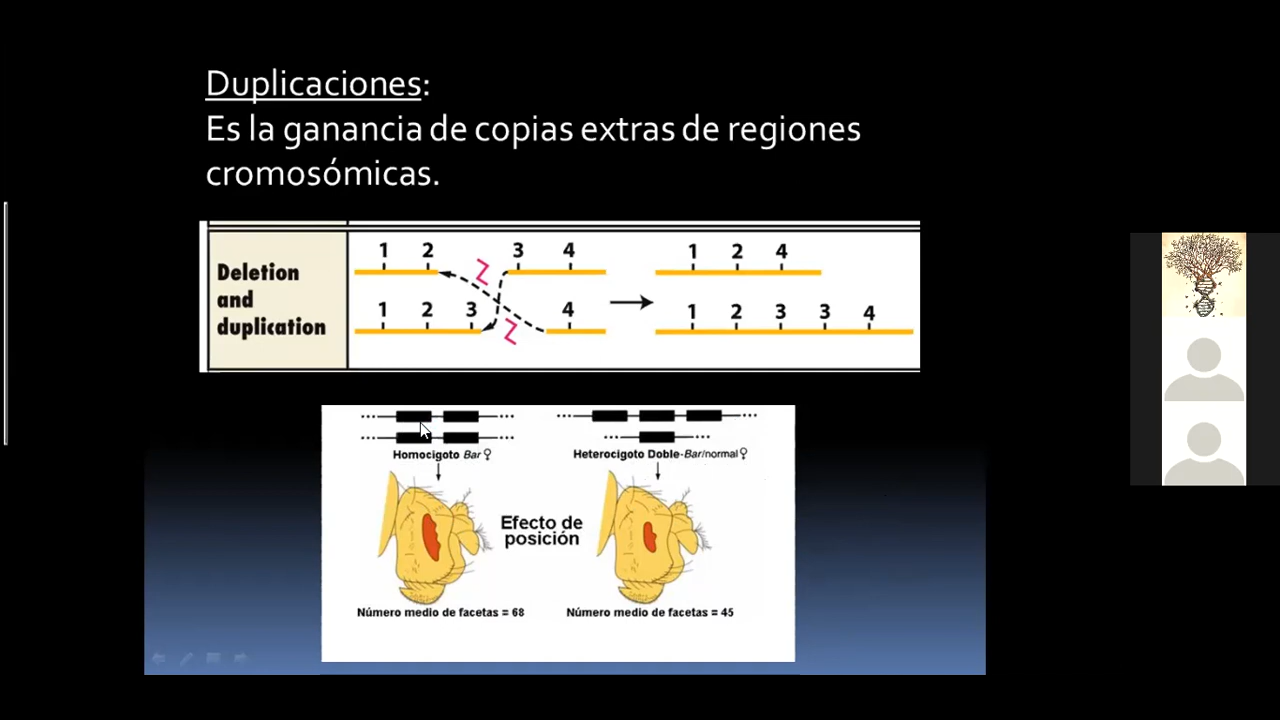 Duplicaciones:
Es la ganancia de copias extras de regiones
cromosómicas.
Deletion
and
duplication
1 2 3 4
1 2 4
1 2 3 4
1 2 3 3 4
Homocigoto Bar ♀
Heterocigoto Doble-Bar/normal ♀
Efecto de
posición
Número medio de facetas = 68
Número medio de facetas = 45